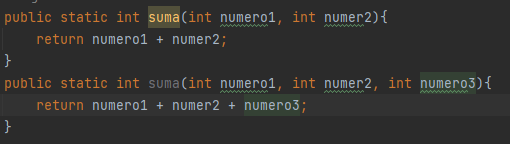 public static int suma(int numero1, int numer2){
    return numero1 + numer2;
}
public static int suma(int numero1, int numer2, int numero3){
    return numero1 + numer2 + numero3;
}